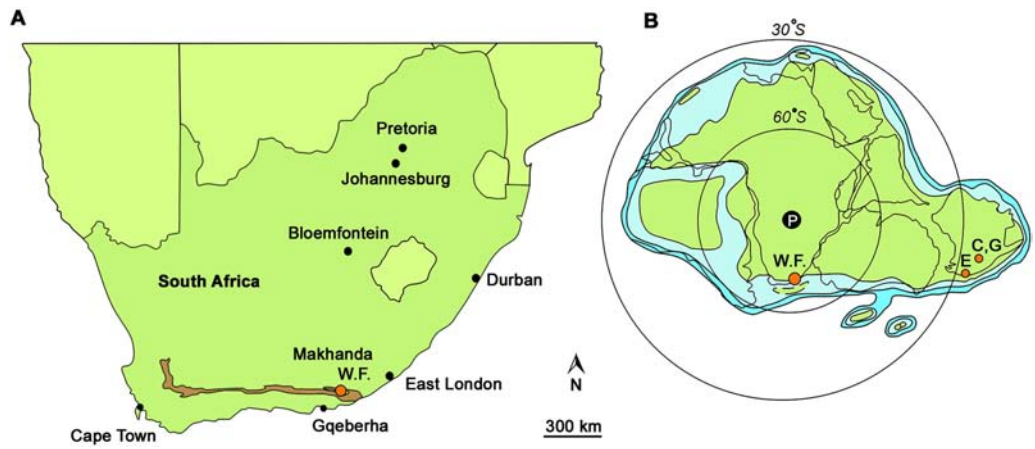 A
Pretoria
Johannesburg
Bloemfontein
South Africa
Durban
Makhanda
W.F.
East London
Cape Town
Gqeberha
N
300 km
B
30°S
60°S
P
W.F.
C,G
E